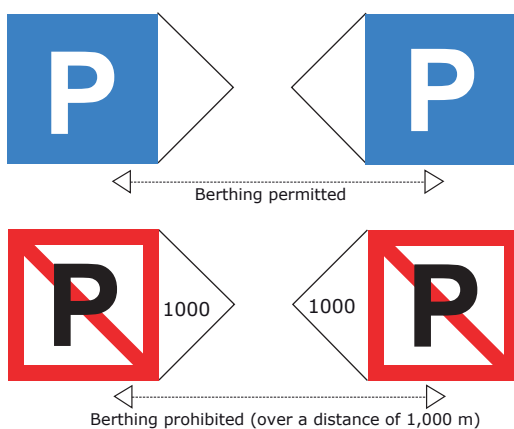 P P
Berthing permitted
P 1000 1000 P
Berthing prohibited (over a distance of 1,000 m)